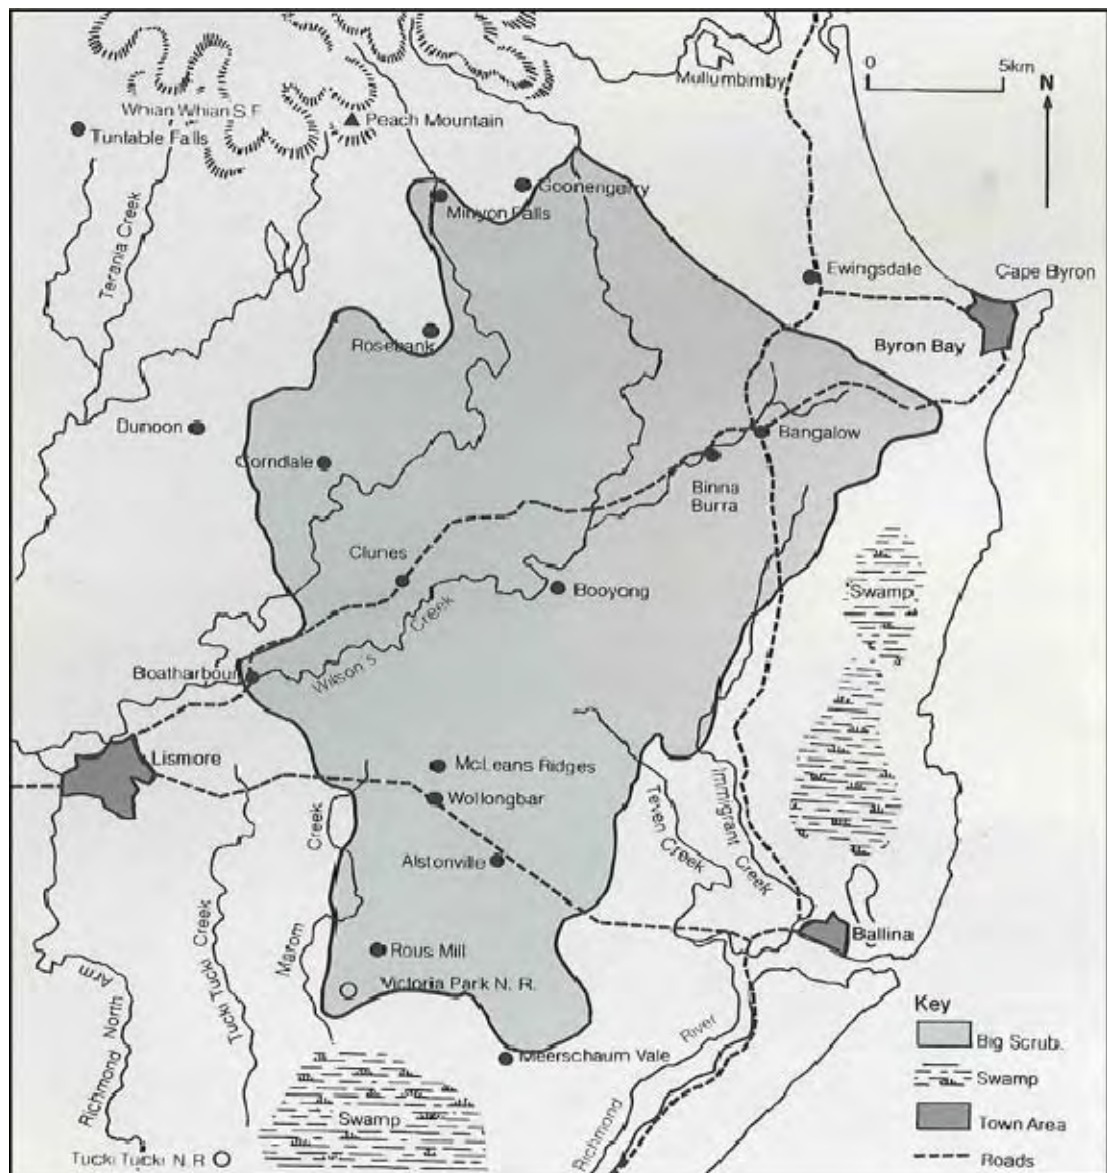 Mullumbimby
0
5km
N
Whian Whian S.F.
Peach Mountain
Tuntable Falls
Goonengerry
Minyon Falls
Terania Creek
Ewingsdale
Cape Byron
Rosebank
Byron Bay
Dunoon
Bangalow
Corndale
Binna
Burra
Clunes
Booyong
Swamp
Wilson's Creek
Boatharbour
Lismore
McLeans Ridges
Wollongbar
Immigrant Creek
Teven Creek
Creek
Alstonville
Tucki Tucki Creek
Marom
Rous Mill
Ballina
Victoria Park N. R.
Richmond North Arm
Richmond River
Meerschaum Vale
Swamp
Tucki Tucki N. R
Key
Big Scrub.
Swamp
Town Area
Roads